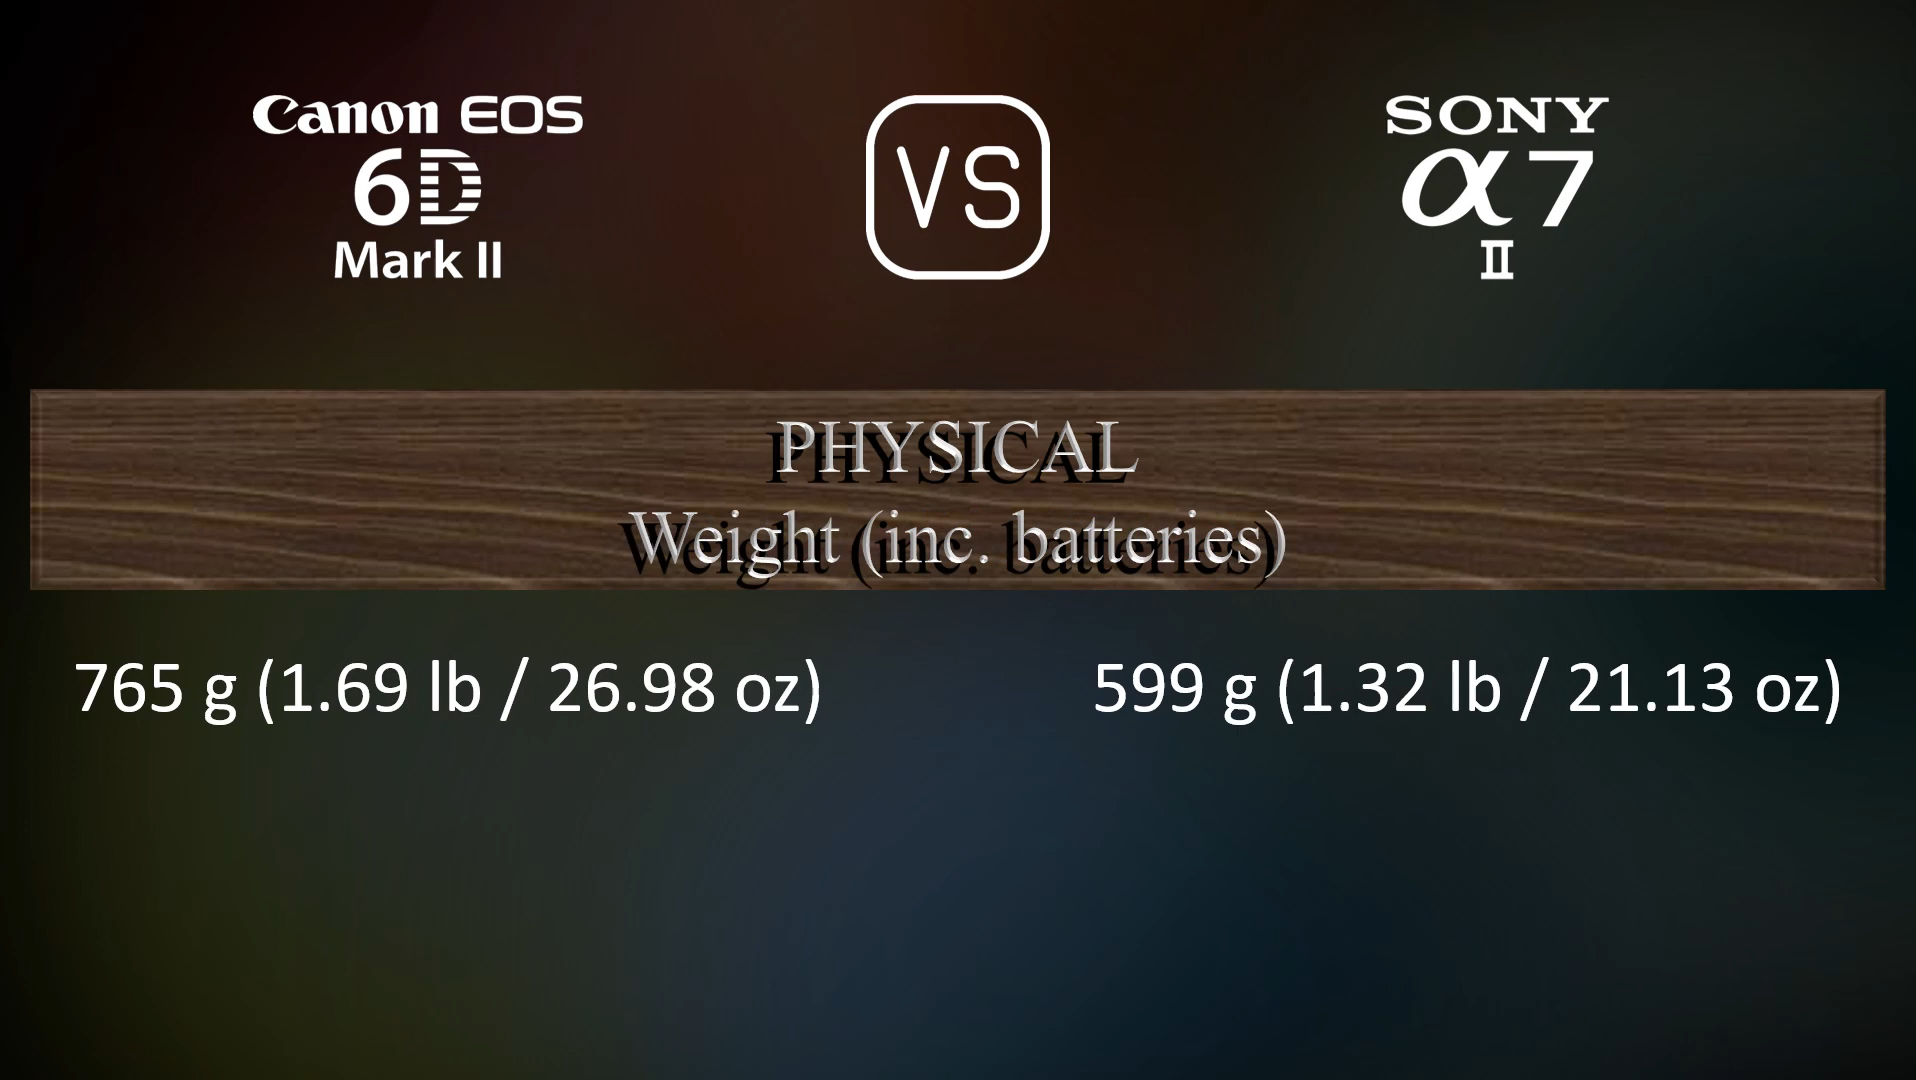 Canon EOS
6D
Mark II
VS
SONY
α7
II
PHYSICAL
Weight (inc. batteries)
765 g (1.69 lb / 26.98 oz)
599 g (1.32 lb / 21.13 oz)